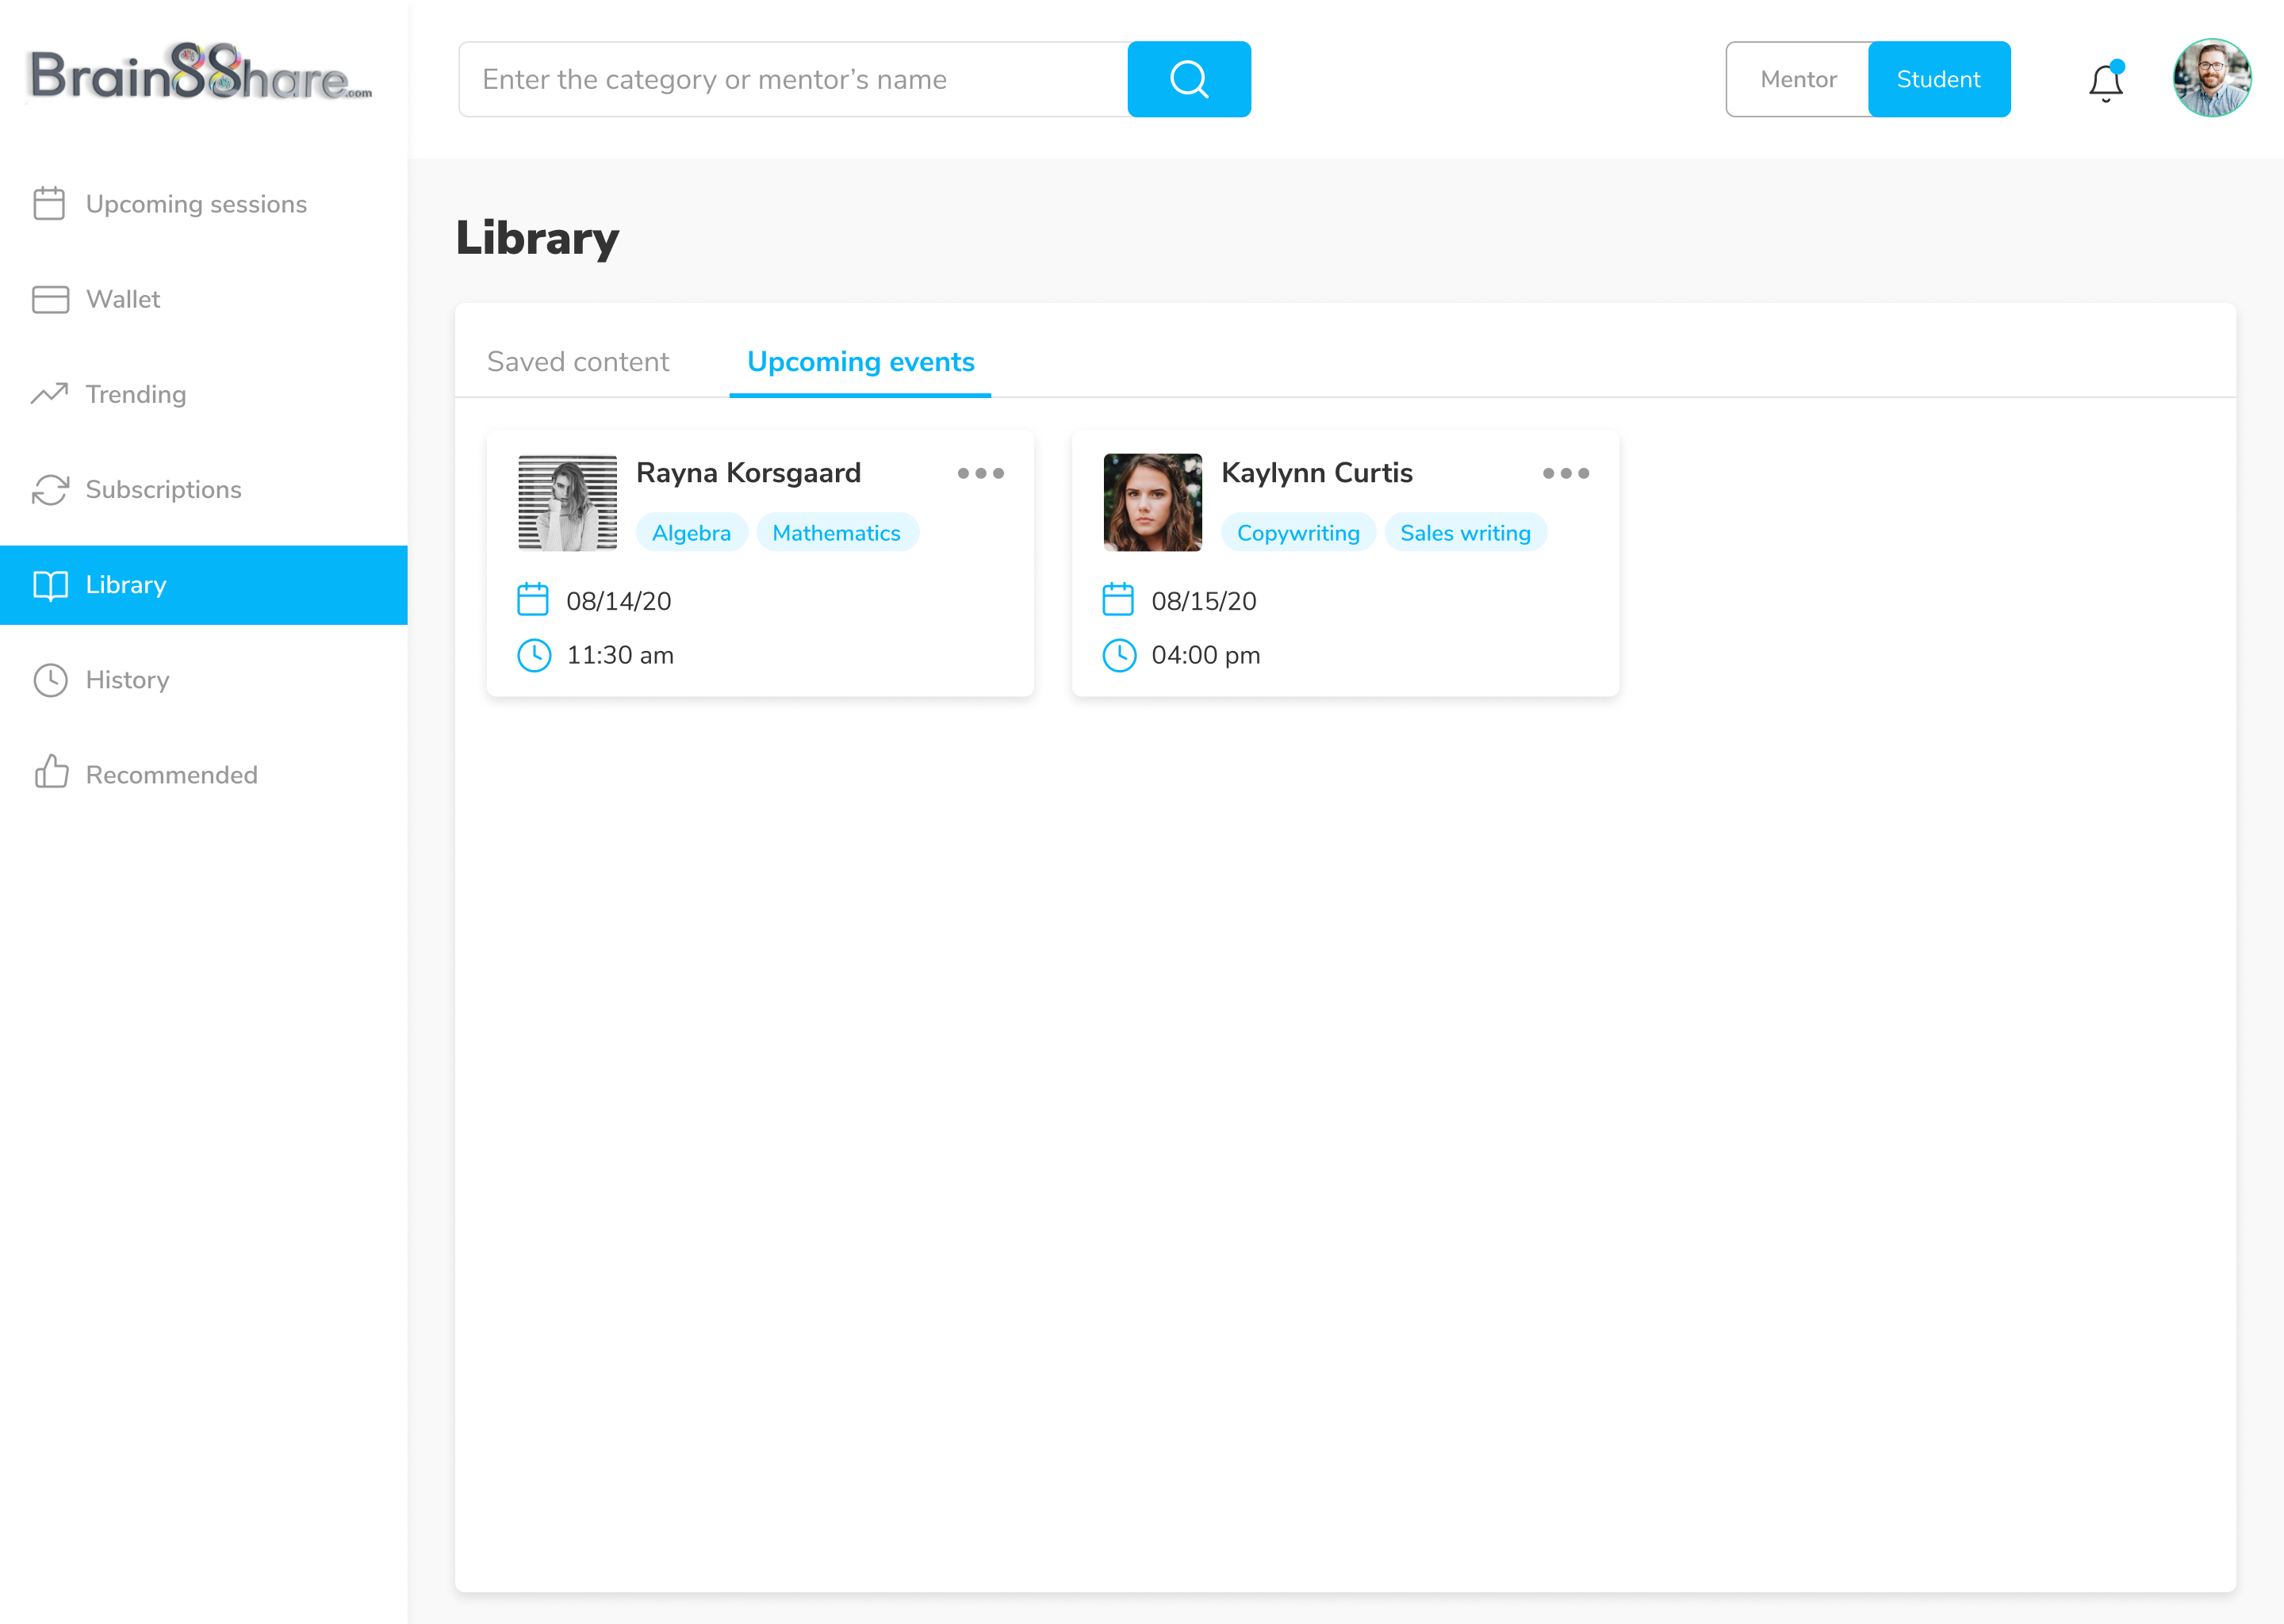 Brain88hare.com
Enter the category or mentor’s name
Mentor
Student
Upcoming sessions
Wallet
Trending
Subscriptions
Library
History
Recommended
Library
Saved content
Upcoming events
Rayna Korsgaard
Algebra
Mathematics
08/14/20
11:30 am
Kaylynn Curtis
Copywriting
Sales writing
08/15/20
04:00 pm